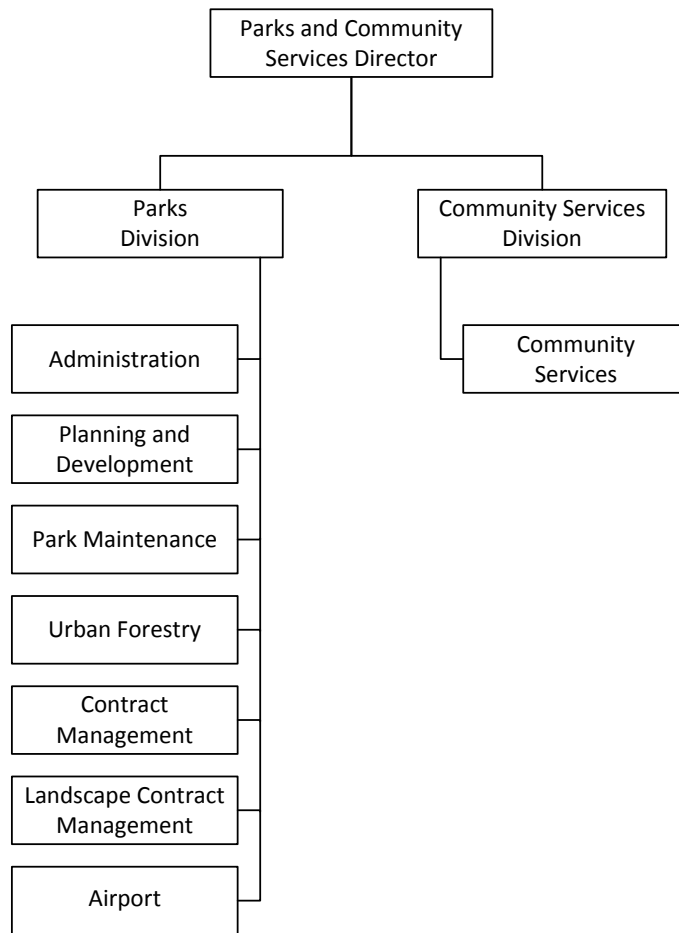 Parks and Community
Services Director
Parks
Division
Community Services
Division
Administration
Community
Services
Planning and
Development
Park Maintenance
Urban Forestry
Contract
Management
Landscape Contract
Management
Airport